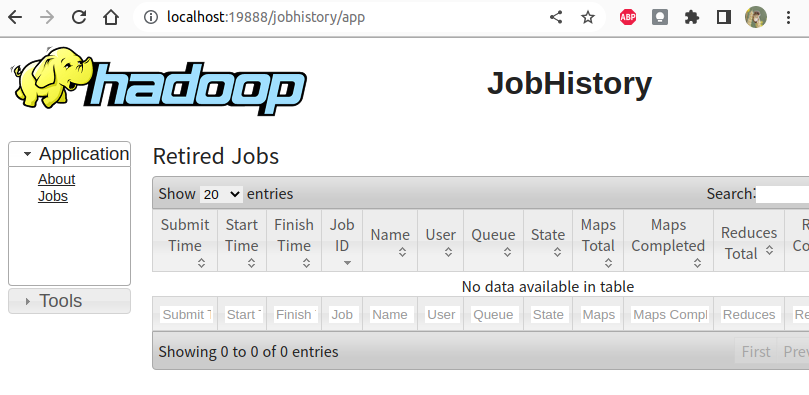 localhost:19888/jobhistory/app
ABP
hadoop
JobHistory
Application
About
Jobs
Tools
Retired Jobs
Show 20 entries
Search:
Submit Time
Start Time
Finish Time
Job ID
Name
User
Queue
State
Maps Total
Maps Completed
Reduces Total
R
Co
No data available in table
Submit T
Start T
Finish
Job
Name
User
Queue
State
Maps
Maps Compl
Reduces
Re
Showing 0 to 0 of 0 entries
First
Prev